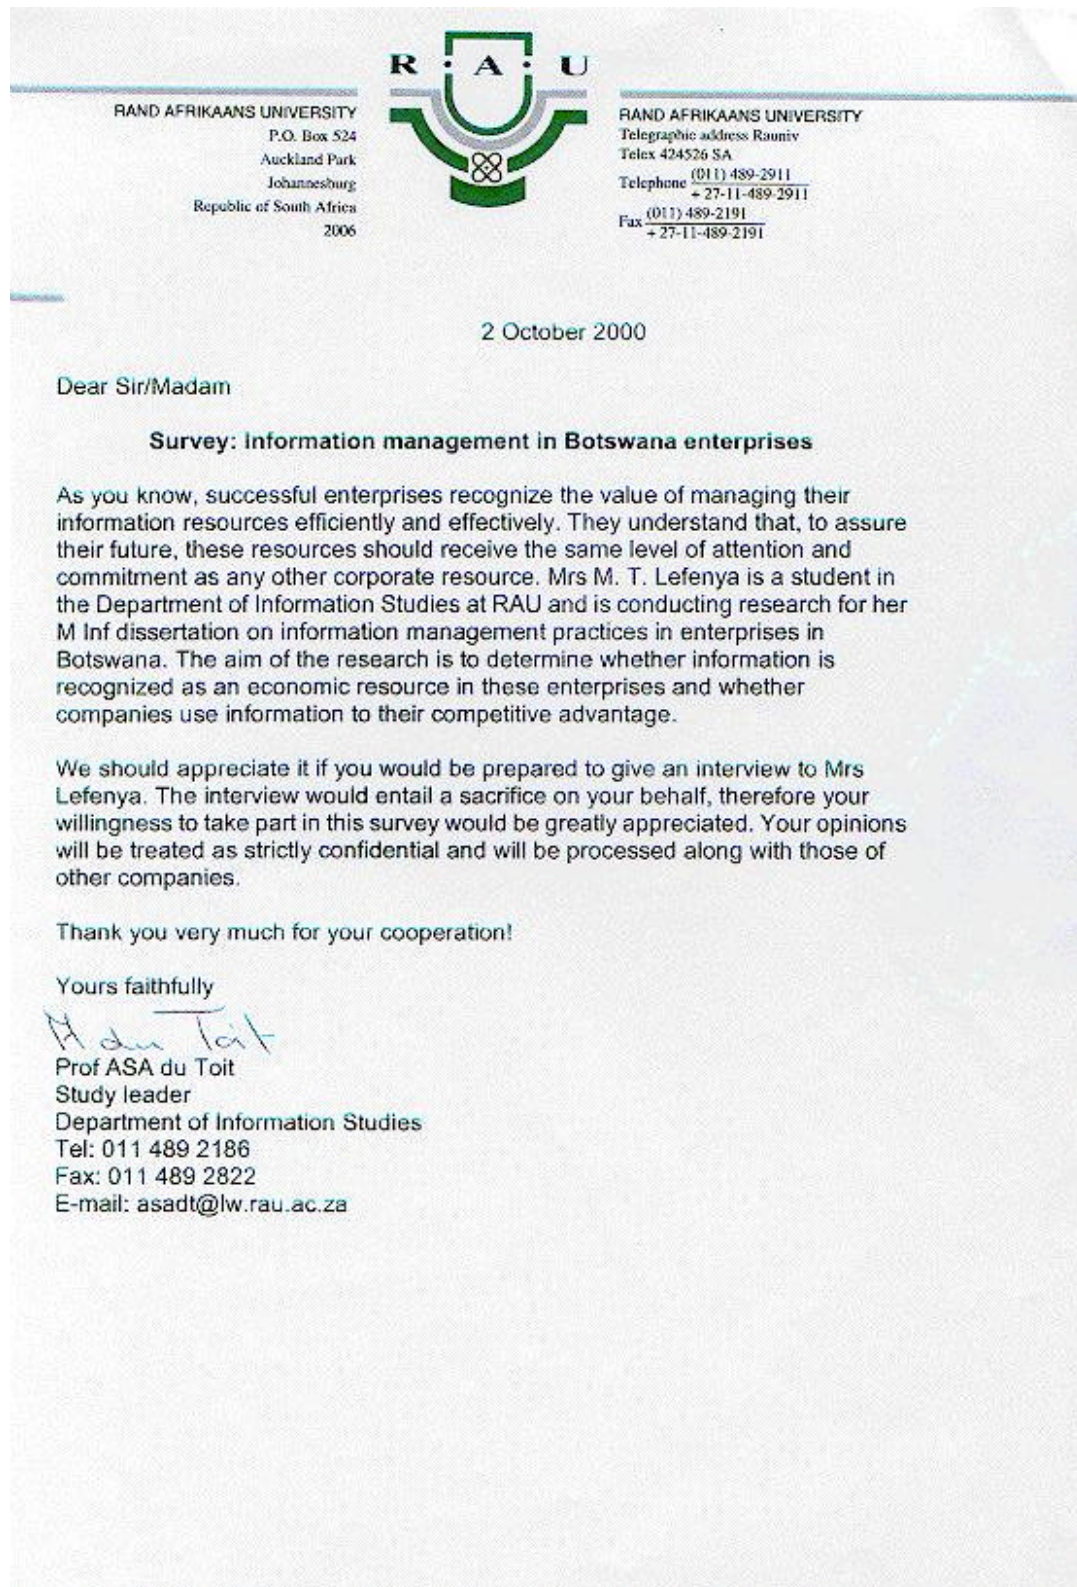 R · A · U
RAND AFRIKAANS UNIVERSITY
P.O. Box 524
Auckland Park
Johannesburg
Republic of South Africa
2006
RAND AFRIKAANS UNIVERSITY
Telegraphic address Rauniv
Telex 424526 SA
Telephone (011) 489-2911
+ 27-11-489-2911
Fax (011) 489-2191
+ 27-11-489-2191
2 October 2000
Dear Sir/Madam
Survey: Information management in Botswana enterprises
As you know, successful enterprises recognize the value of managing their
information resources efficiently and effectively. They understand that, to assure
their future, these resources should receive the same level of attention and
commitment as any other corporate resource. Mrs M. T. Lefenya is a student in
the Department of Information Studies at RAU and is conducting research for her
M Inf dissertation on information management practices in enterprises in
Botswana. The aim of the research is to determine whether information is
recognized as an economic resource in these enterprises and whether
companies use information to their competitive advantage.
We should appreciate it if you would be prepared to give an interview to Mrs
Lefenya. The interview would entail a sacrifice on your behalf, therefore your
willingness to take part in this survey would be greatly appreciated. Your opinions
will be treated as strictly confidential and will be processed along with those of
other companies.
Thank you very much for your cooperation!
Yours faithfully
du Toit
Prof ASA du Toit
Study leader
Department of Information Studies
Tel: 011 489 2186
Fax: 011 489 2822
E-mail: asadt@lw.rau.ac.za